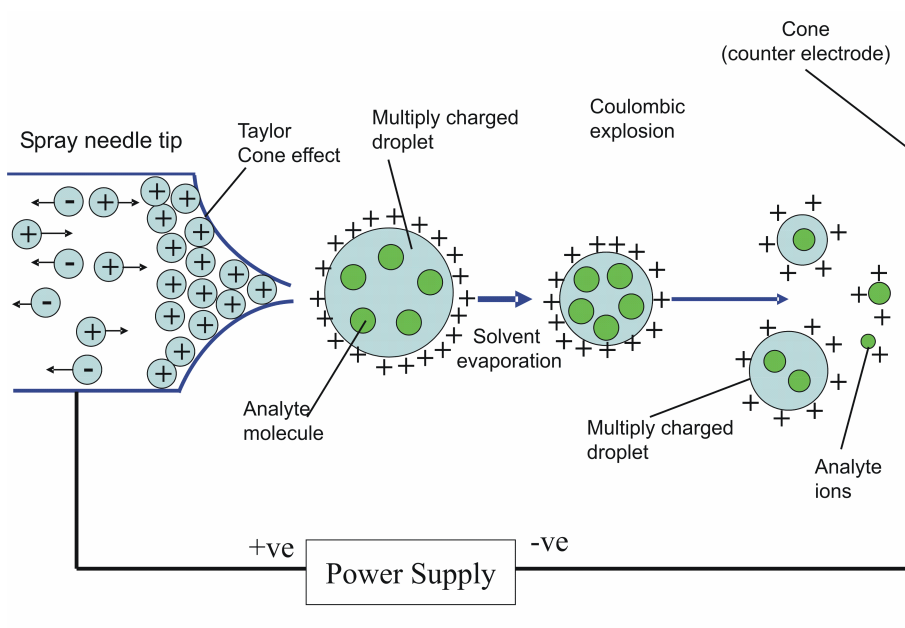 Cone
(counter electrode)
Coulombic
explosion
Multiply charged
droplet
Taylor
Cone effect
Spray needle tip
Solvent
evaporation
Analyte
molecule
Multiply charged
droplet
Analyte
ions
+ve
-ve
Power Supply